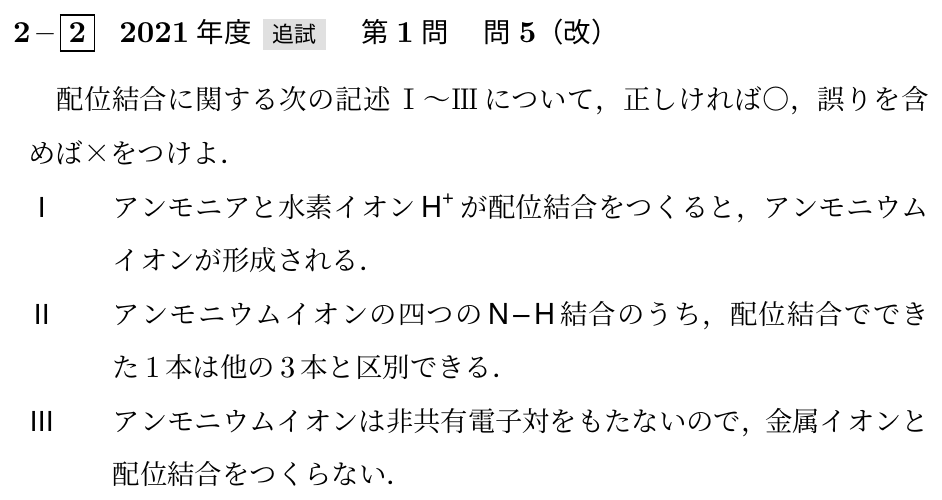 2－2 2021年度 追試 第1問 問5（改）
配位結合に関する次の記述Ⅰ～Ⅲについて，正しければ○，誤りを含
めば×をつけよ．
Ⅰ アンモニアと水素イオンH⁺が配位結合をつくると，アンモニウム
イオンが形成される．
Ⅱ アンモニウムイオンの四つのN－H結合のうち，配位結合ででき
た1本は他の3本と区別できる．
Ⅲ アンモニウムイオンは非共有電子対をもたないので，金属イオンと
配位結合をつくらない．